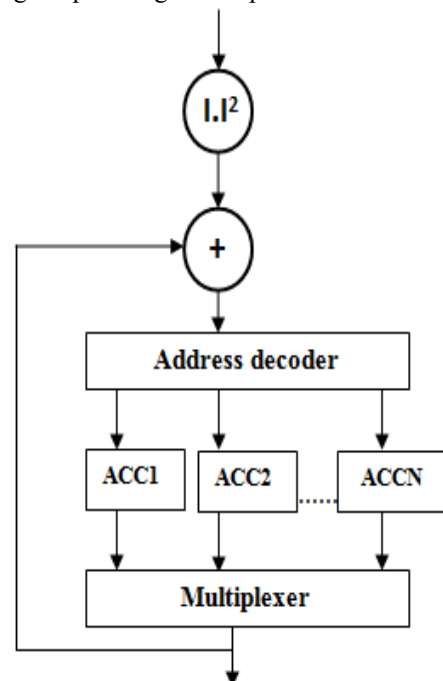 |.|²
+
Address decoder
ACC1 ACC2 ...... ACCN
Multiplexer